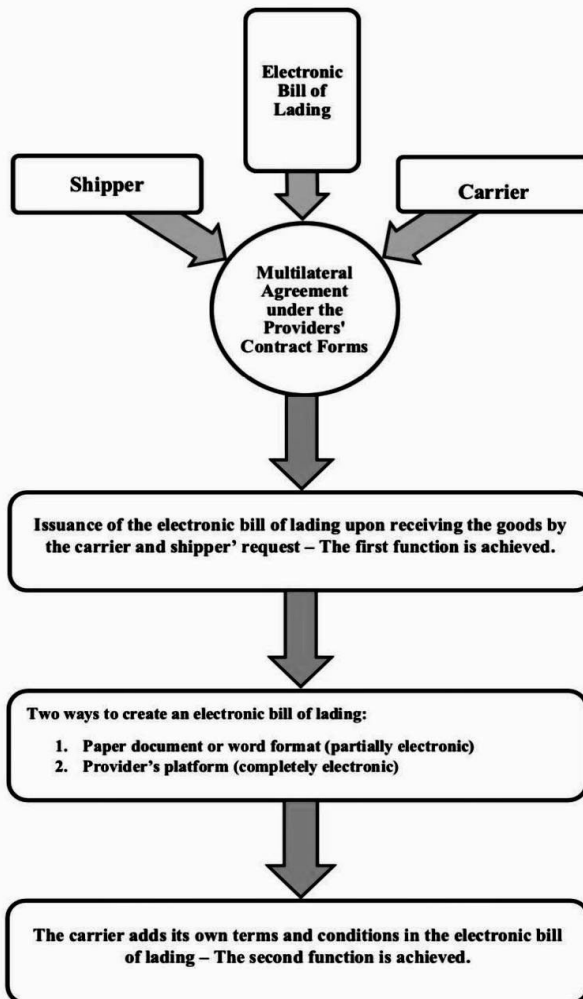 Electronic
Bill of
Lading
Shipper
Carrier
Multilateral
Agreement
under the
Providers'
Contract Forms
Issuance of the electronic bill of lading upon receiving the goods by
the carrier and shipper’ request – The first function is achieved.
Two ways to create an electronic bill of lading:
1. Paper document or word format (partially electronic)
2. Provider’s platform (completely electronic)
The carrier adds its own terms and conditions in the electronic bill
of lading – The second function is achieved.